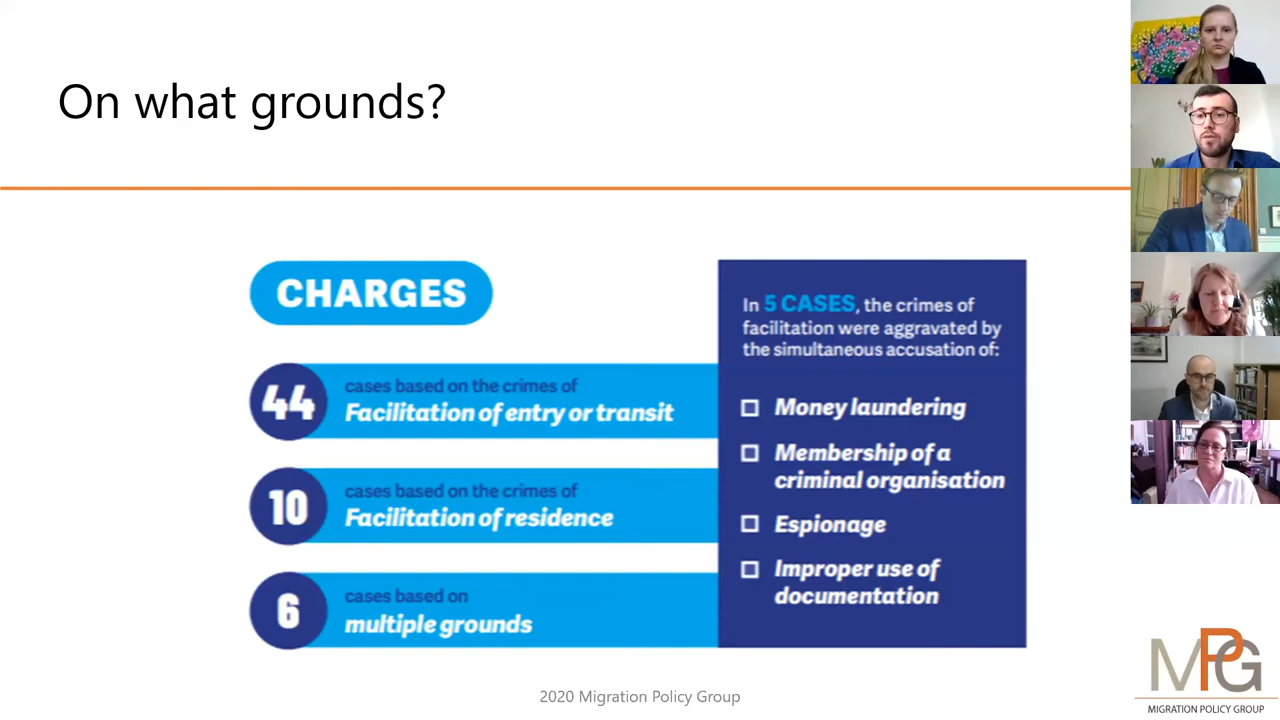 On what grounds?
CHARGES
44
cases based on the crimes of
Facilitation of entry or transit
10
cases based on the crimes of
Facilitation of residence
6
cases based on
multiple grounds
In 5 CASES, the crimes of
facilitation were aggravated by
the simultaneous accusation of:
Money laundering
Membership of a
criminal organisation
Espionage
Improper use of
documentation
2020 Migration Policy Group
MPG
MIGRATION POLICY GROUP